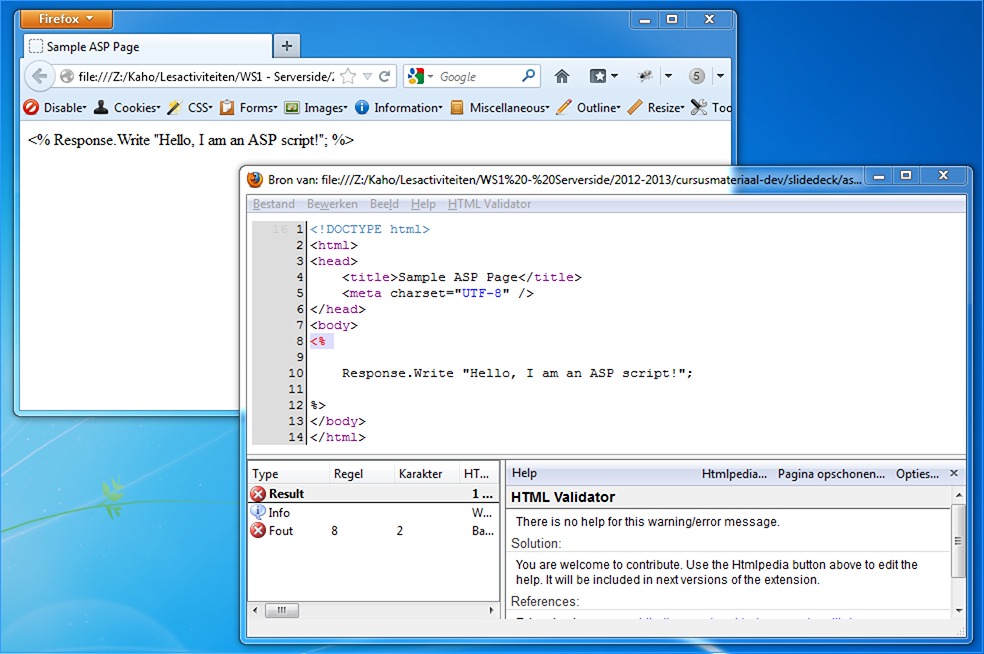 Firefox
Sample ASP Page
file:///Z:/Kaho/Lesactiviteiten/WS1 - Serverside/
Google
5
Disable Cookies CSS Forms Images Information Miscellaneous Outline Resize Too
<% Response.Write "Hello, I am an ASP script!"; %>
Bron van: file:///Z:/Kaho/Lesactiviteiten/WS1%20-%20Serverside/2012-2013/cursusmateriaal-dev/slidedeck/as...
Bestand Bewerken Beeld Help HTML Validator
16 1 <!DOCTYPE html>
2 <html>
3 <head>
4 <title>Sample ASP Page</title>
5 <meta charset="UTF-8" />
6 </head>
7 <body>
8 <%
9
10 Response.Write "Hello, I am an ASP script!";
11
12 %>
13 </body>
14 </html>
Type Regel Karakter HT...
Result 1 ...
Info W...
Fout 8 2 Ba...
Help Htmlpedia... Pagina opschonen... Opties...
HTML Validator
There is no help for this warning/error message.
Solution:
You are welcome to contribute. Use the Htmlpedia button above to edit the
help. It will be included in next versions of the extension.
References: